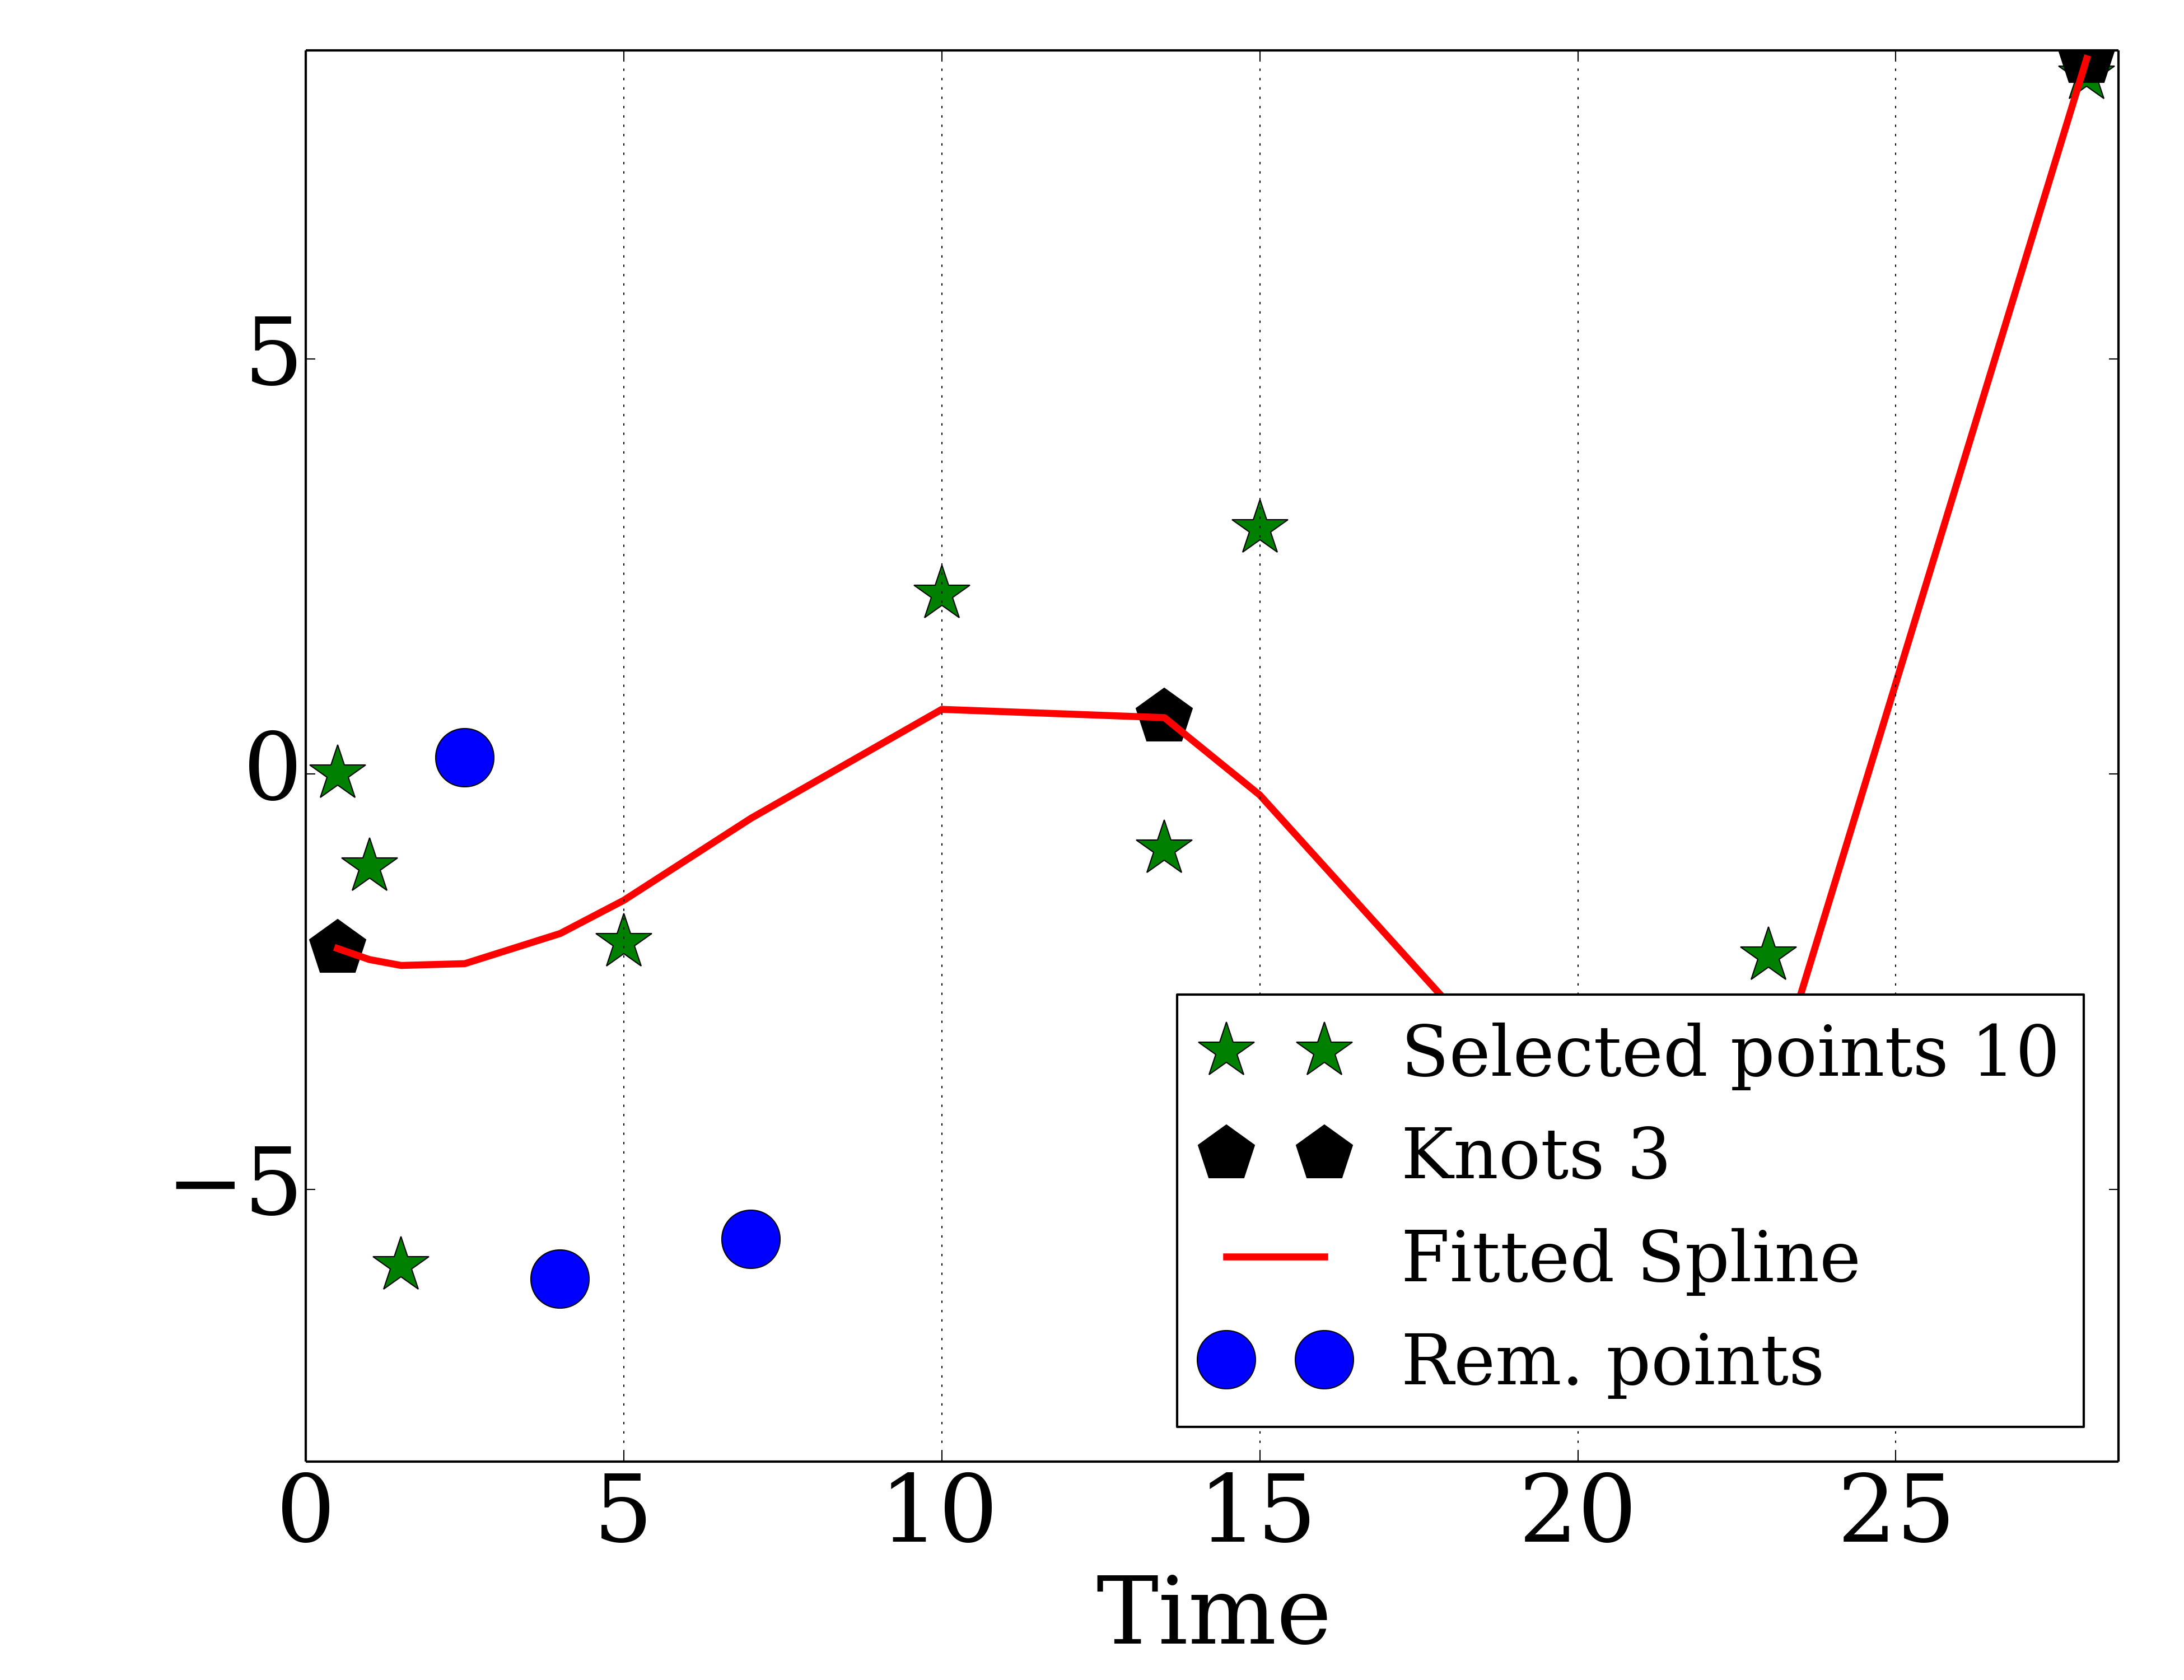 5
0
−5
Selected points 10
Knots 3
Fitted Spline
Rem. points
0 5 10 15 20 25
Time